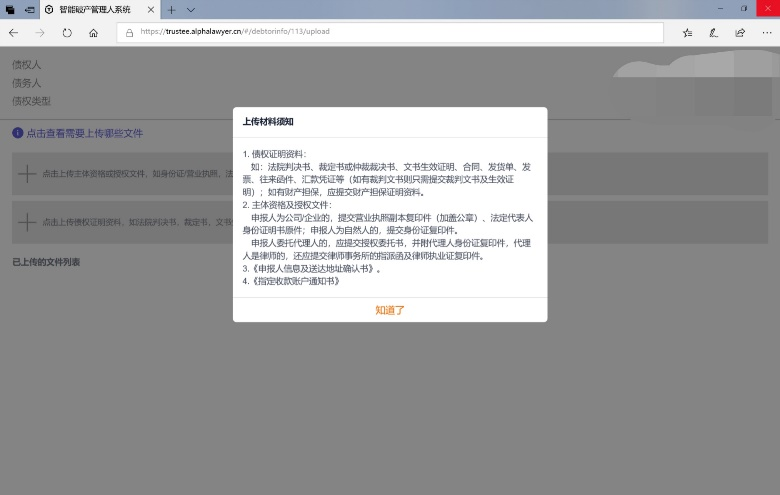 智能破产管理人系统
https://trustee.alphalawyer.cn/#/debtorinfo/113/upload
债权人
债务人
债权类型
点击查看需要上传哪些文件
点击上传主体资格或授权文件、如身份证/营业执照、法
点击上传债权证明资料、如法院判决书、裁定书、文书
已上传的文件列表
上传材料须知
1. 债权证明资料：
如：法院判决书、裁定书或仲裁裁决书、文书生效证明、合同、发货单、发
票、往来函件、汇款凭证等（如有裁判文书则只需提交裁判文书及生效证
明）；如有财产担保，应提交财产担保证明资料。
2. 主体资格及授权文件：
申报人为公司/企业的，提交营业执照副本复印件（加盖公章）、法定代表人
身份证明书原件；申报人为自然人的，提交身份证复印件。
申报人委托代理人的，应提交授权委托书，并附代理人身份证复印件，代理
人是律师的，还应提交律师事务所的指派函及律师执业证复印件。
3.《申报人信息及送达地址确认书》。
4.《指定收款账户通知书》
知道了